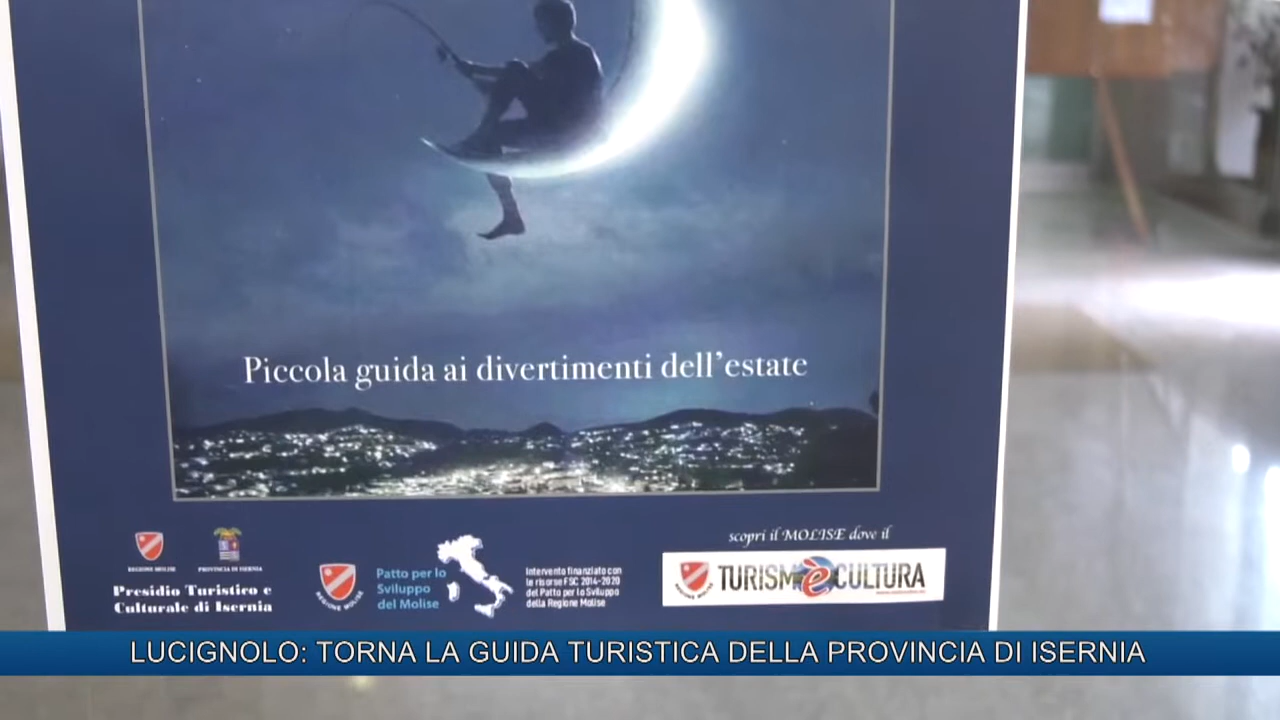 Piccola guida ai divertimenti dell'estate
scopri il MOLISE dove il
TURISM È CULTURA
REGIONE MOLISE
PROVINCIA DI ISERNIA
Presidio Turistico e
Culturale di Isernia
REGIONE MOLISE
Patto per lo
Sviluppo
del Molise
Intervento finanziato con
le risorse FSC 2014-2020
del Patto per lo Sviluppo
della Regione Molise
LUCIGNOLO: TORNA LA GUIDA TURISTICA DELLA PROVINCIA DI ISERNIA